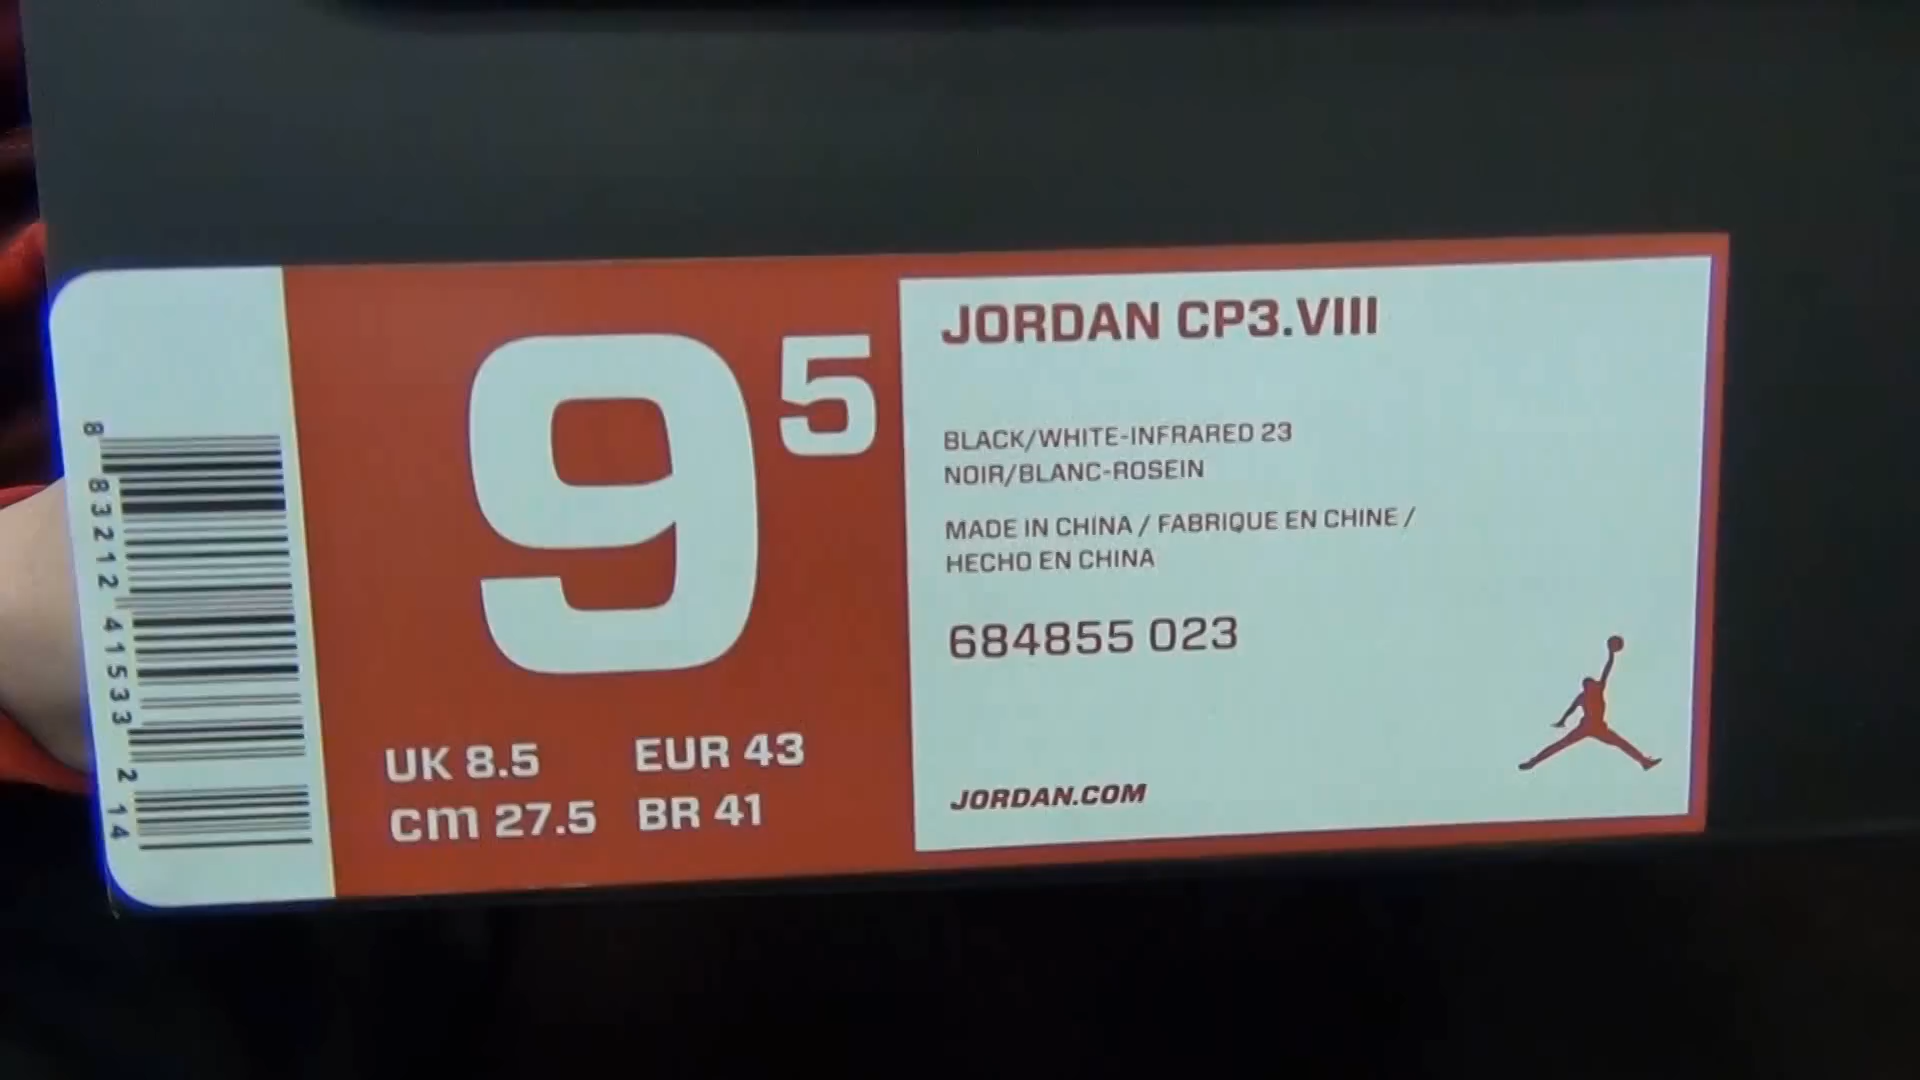 8 83212 41533 2 14
9 5
UK 8.5 EUR 43
cm 27.5 BR 41
JORDAN CP3.VIII
BLACK/WHITE-INFRARED 23
NOIR/BLANC-ROSEIN
MADE IN CHINA / FABRIQUE EN CHINE /
HECHO EN CHINA
684855 023
JORDAN.COM